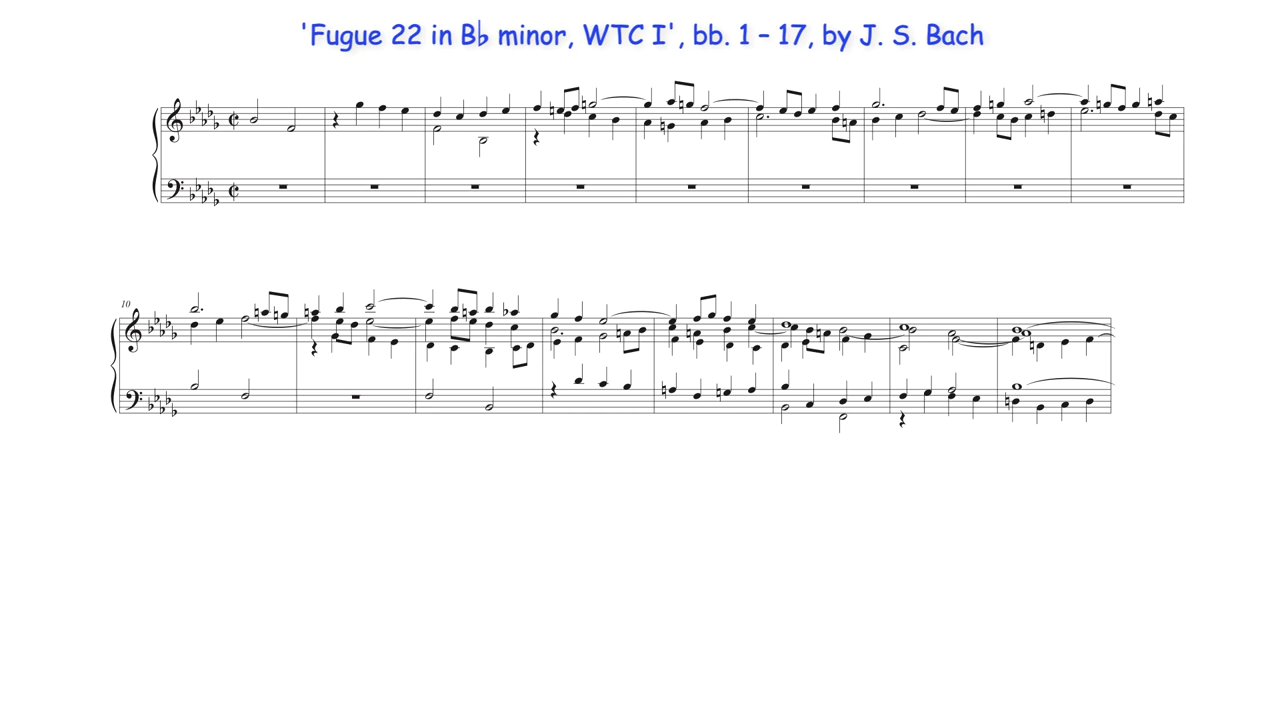 'Fugue 22 in B♭ minor, WTC I', bb. 1 – 17, by J. S. Bach
10